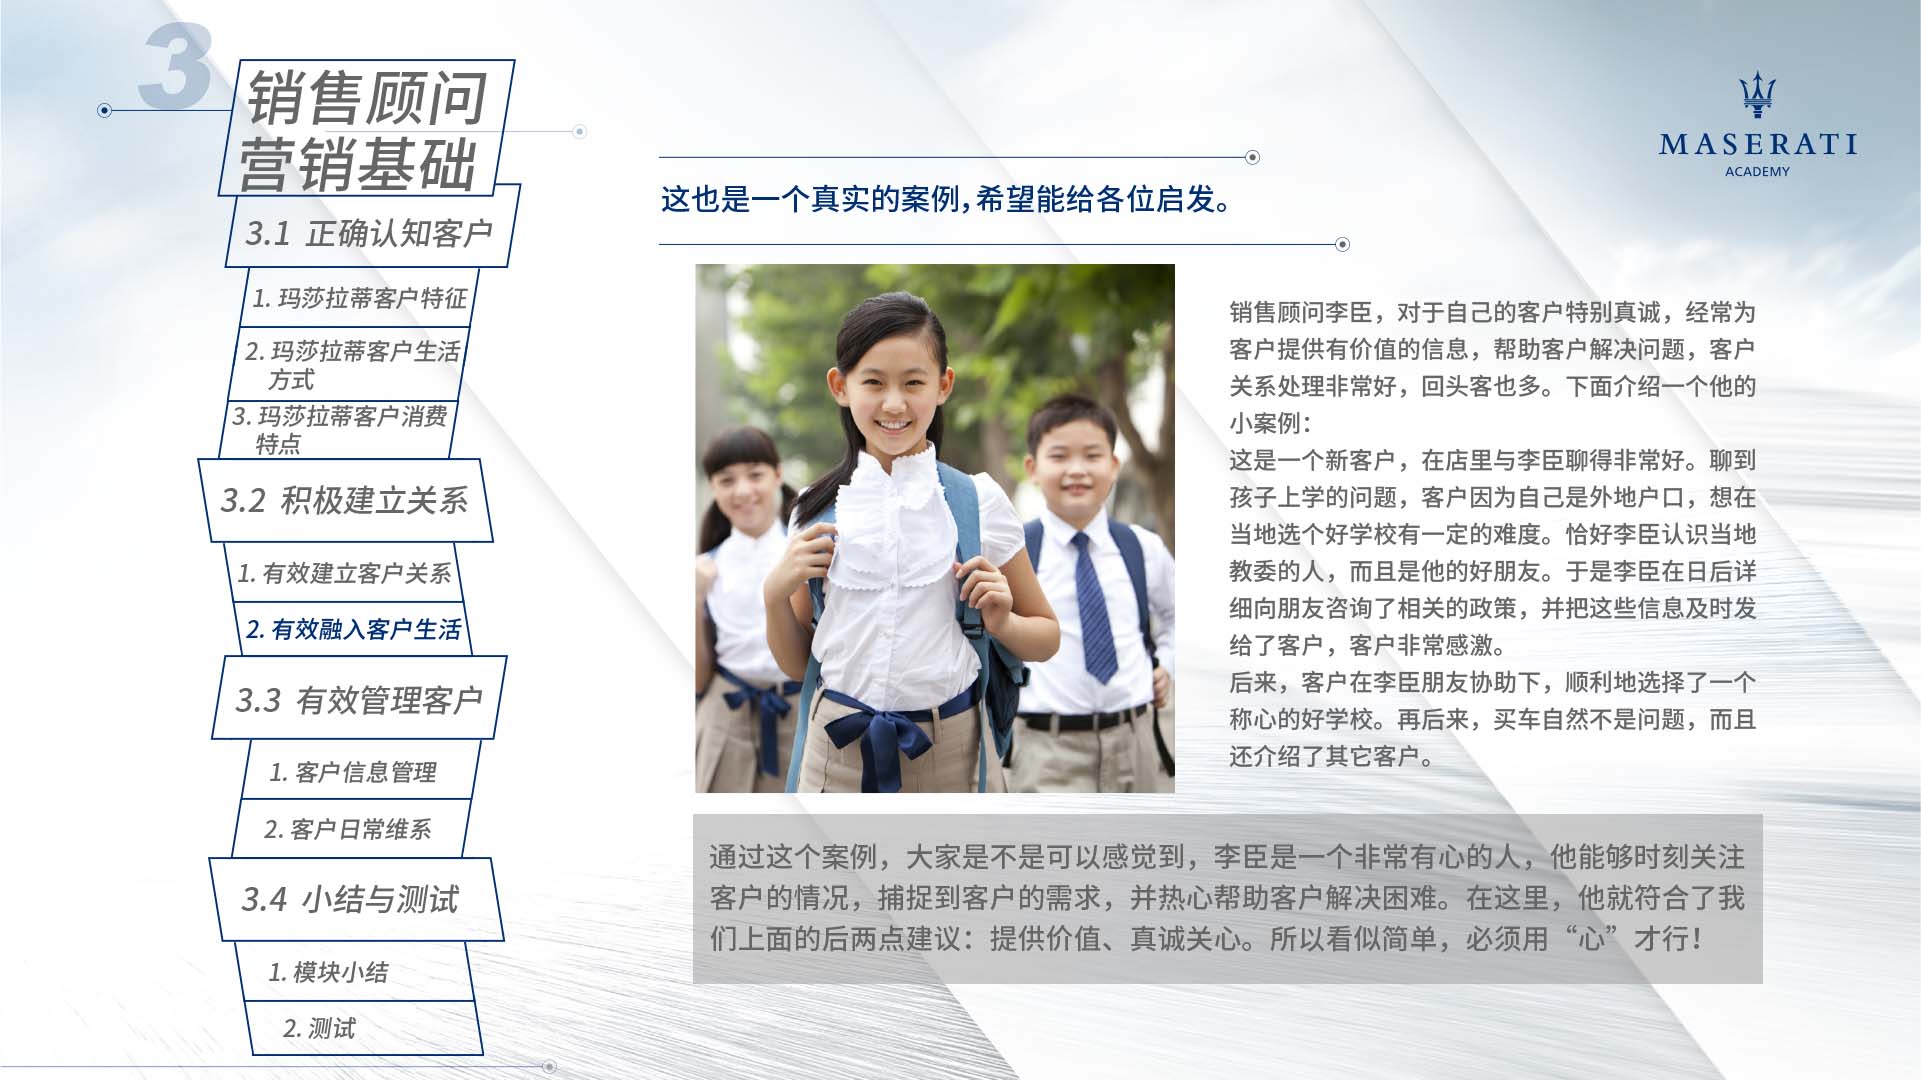 3
销售顾问
营销基础
3.1 正确认知客户
1. 玛莎拉蒂客户特征
2. 玛莎拉蒂客户生活
方式
3. 玛莎拉蒂客户消费
特点
3.2 积极建立关系
1. 有效建立客户关系
2. 有效融入客户生活
3.3 有效管理客户
1. 客户信息管理
2. 客户日常维系
3.4 小结与测试
1. 模块小结
2. 测试
MASERATI
ACADEMY
这也是一个真实的案例，希望能给各位启发。
销售顾问李臣，对于自己的客户特别真诚，经常为
客户提供有价值的信息，帮助客户解决问题，客户
关系处理非常好，回头客也多。下面介绍一个他的
小案例：
这是一个新客户，在店里与李臣聊得非常好。聊到
孩子上学的问题，客户因为自己是外地户口，想在
当地选个好学校有一定的难度。恰好李臣认识当地
教委的人，而且是他的好朋友。于是李臣在日后详
细向朋友咨询了相关的政策，并把这些信息及时发
给了客户，客户非常感激。
后来，客户在李臣朋友协助下，顺利地选择了一个
称心的好学校。再后来，买车自然不是问题，而且
还介绍了其它客户。
通过这个案例，大家是不是可以感觉到，李臣是一个非常有心的人，他能够时刻关注
客户的情况，捕捉到客户的需求，并热心帮助客户解决困难。在这里，他就符合了我
们上面的后两点建议：提供价值、真诚关心。所以看似简单，必须用“心”才行！